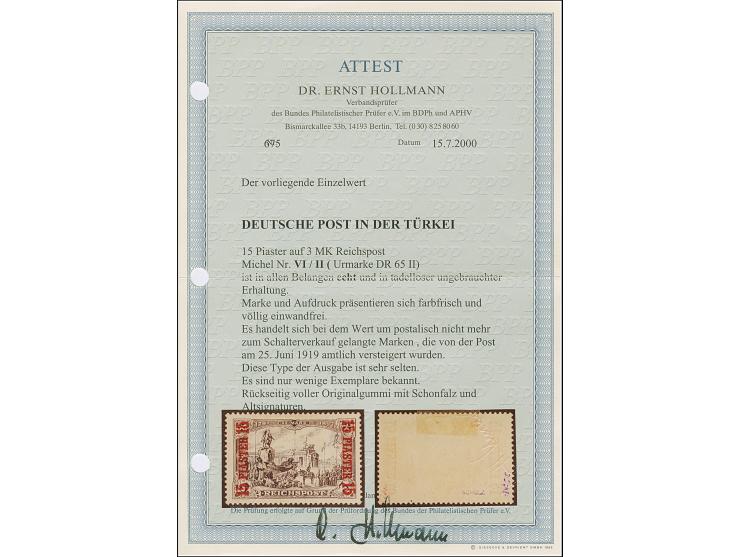 ATTEST
DR. ERNST HOLLMANN
Verbandsprüfer
des Bundes Philatelistischer Prüfer e.V. im BDPh und APHV
Bismarckallee 33b, 14193 Berlin, Tel. (030) 8258060
695 Datum 15.7.2000
Der vorliegende Einzelwert
DEUTSCHE POST IN DER TÜRKEI
15 Piaster auf 3 MK Reichspost
Michel Nr. VI / II ( Urmarke DR 65 II)
ist in allen Belangen echt und in tadelloser ungebrauchter
Erhaltung.
Marke und Aufdruck präsentieren sich farbfrisch und
völlig einwandfrei.
Es handelt sich bei dem Wert um postalisch nicht mehr
zum Schalterverkauf gelangte Marken , die von der Post
am 25. Juni 1919 amtlich versteigert wurden.
Diese Type der Ausgabe ist sehr selten.
Es sind nur wenige Exemplare bekannt.
Rückseitig voller Originalgummi mit Schonfalz und
Altsignaturen.
15 PIASTER 15
15 PIASTER 15
REICHSPOST
Die Prüfung erfolgte auf Grund der Prüfordnung des Bundes der Philatelistischen Prüfer e.V.